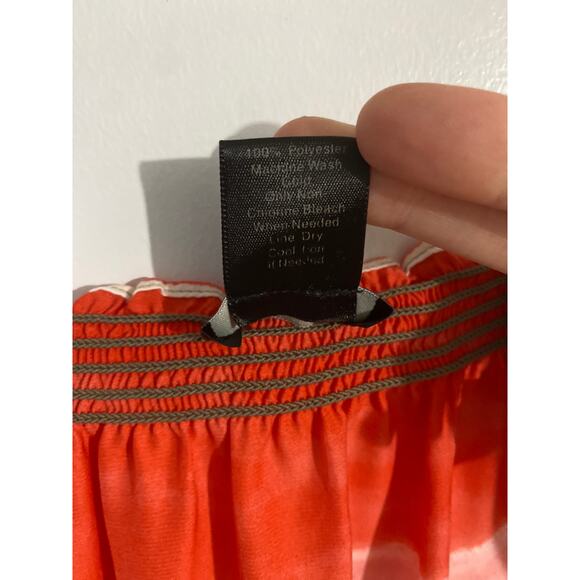 100% Polyester
Machine Wash
Cold
Only Non
Chlorine Bleach
When Needed
Line Dry
Cool Iron
if Needed